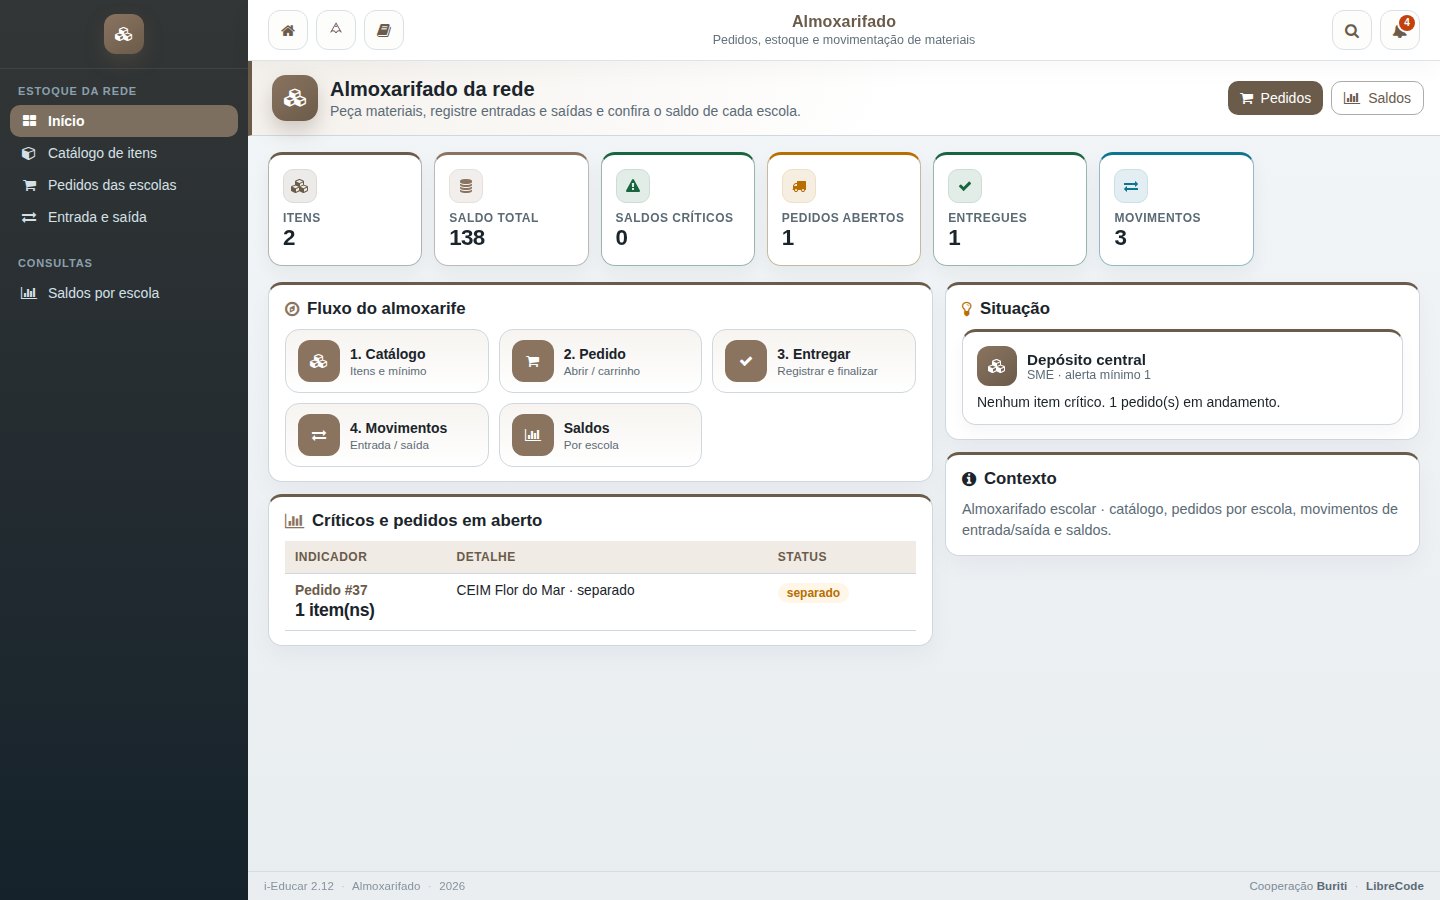 ESTOQUE DA REDE
Início
Catálogo de itens
Pedidos das escolas
Entrada e saída
CONSULTAS
Saldos por escola
Almoxarifado
Pedidos, estoque e movimentação de materiais
4
Almoxarifado da rede
Peça materiais, registre entradas e saídas e confira o saldo de cada escola.
Pedidos
Saldos
ITENS
2
SALDO TOTAL
138
SALDOS CRÍTICOS
0
PEDIDOS ABERTOS
1
ENTREGUES
1
MOVIMENTOS
3
Fluxo do almoxarife
1. Catálogo
Itens e mínimo
2. Pedido
Abrir / carrinho
3. Entregar
Registrar e finalizar
4. Movimentos
Entrada / saída
Saldos
Por escola
Críticos e pedidos em aberto
INDICADOR DETALHE STATUS
Pedido #37 CEIM Flor do Mar · separado separado
1 item(ns)
Situação
Depósito central
SME · alerta mínimo 1
Nenhum item crítico. 1 pedido(s) em andamento.
Contexto
Almoxarifado escolar · catálogo, pedidos por escola, movimentos de
entrada/saída e saldos.
i-Educar 2.12 · Almoxarifado · 2026
Cooperação Buriti · LibreCode